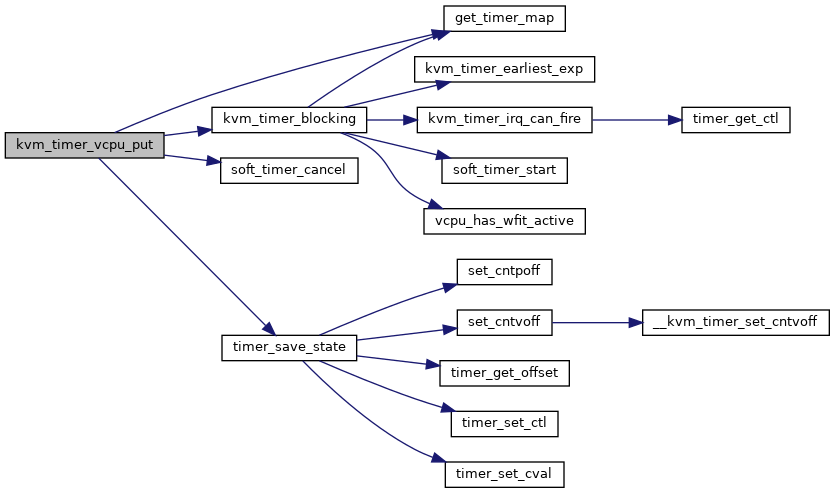 get_timer_map
kvm_timer_earliest_exp
kvm_timer_blocking
kvm_timer_irq_can_fire
timer_get_ctl
kvm_timer_vcpu_put
soft_timer_cancel
soft_timer_start
vcpu_has_wfit_active
set_cntpoff
set_cntvoff
__kvm_timer_set_cntvoff
timer_save_state
timer_get_offset
timer_set_ctl
timer_set_cval